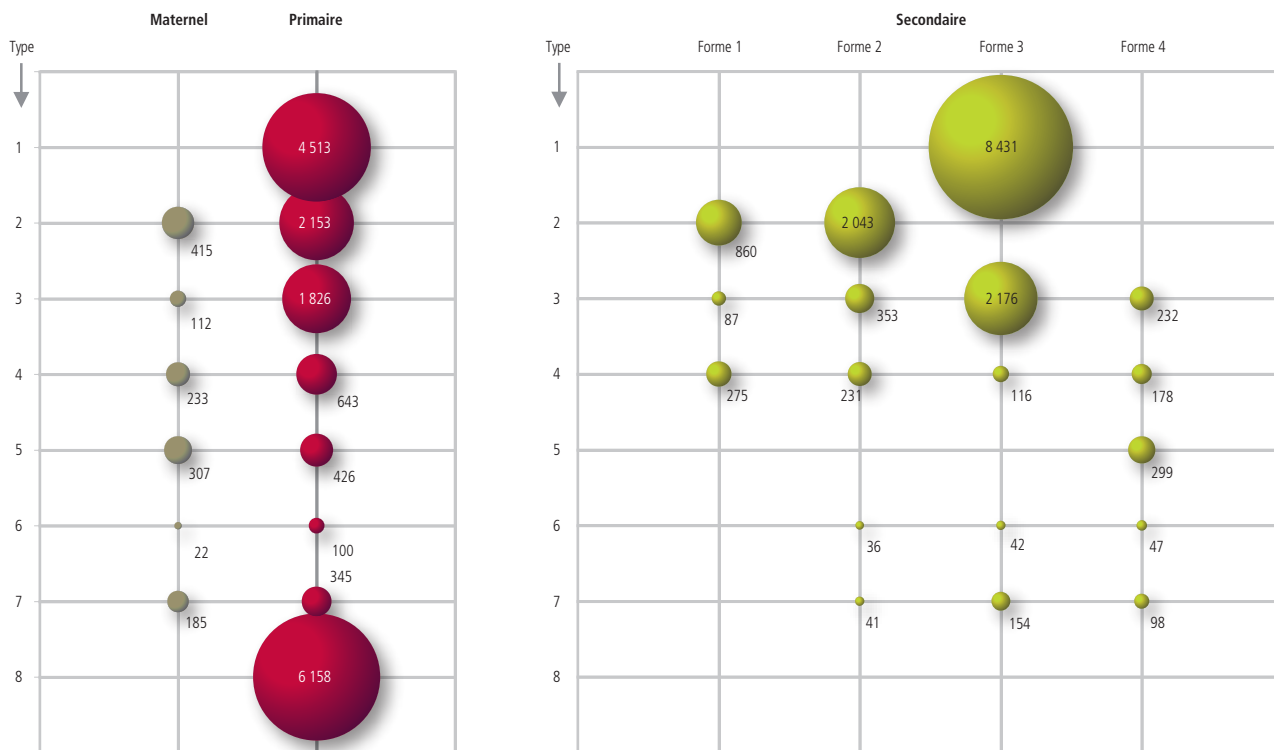 Maternel Primaire Secondaire
Type Type Forme 1 Forme 2 Forme 3 Forme 4
1 4 513 1 8 431
2 2 153 2 2 043
415 860
3 1 826 3 2 176
112 87 353 232
4 4
233 643 275 231 116 178
5 5
307 426 299
6 6
22 100 36 42 47
345
7 7
185 41 154 98
8 6 158 8